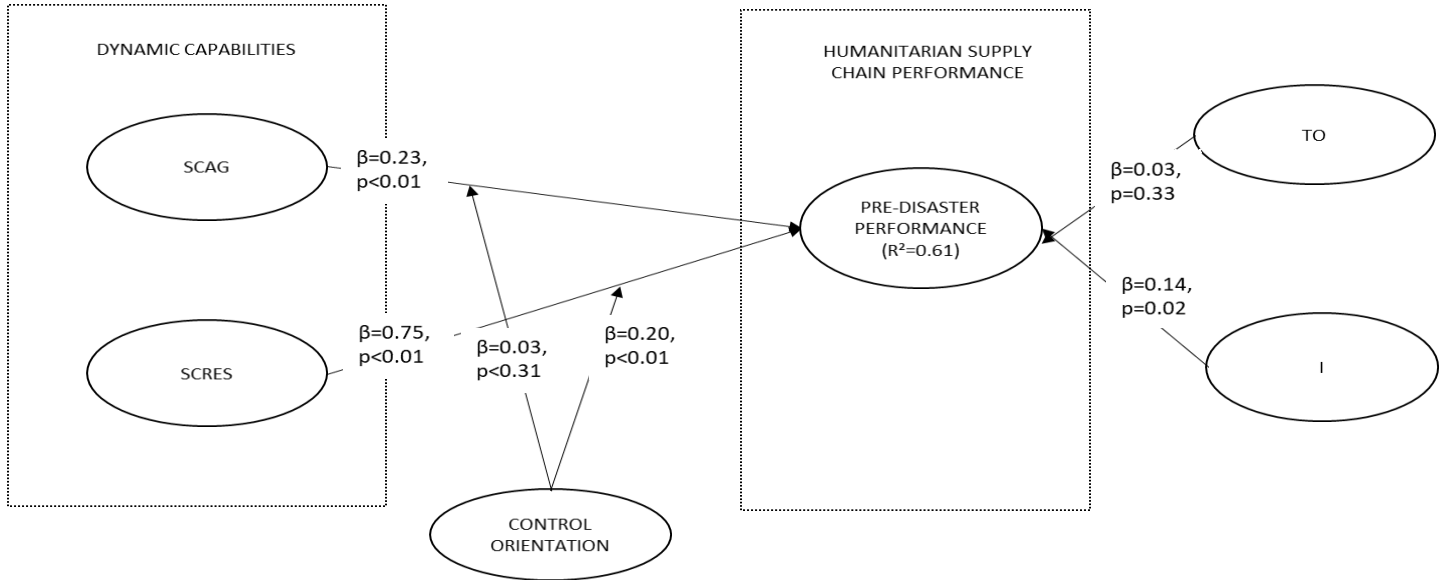 DYNAMIC CAPABILITIES
SCAG
β=0.23,
p<0.01
SCRES
β=0.75,
p<0.01
β=0.03,
p<0.31
β=0.20,
p<0.01
CONTROL
ORIENTATION
HUMANITARIAN SUPPLY
CHAIN PERFORMANCE
PRE-DISASTER
PERFORMANCE
(R²=0.61)
β=0.03,
p=0.33
TO
β=0.14,
p=0.02
I